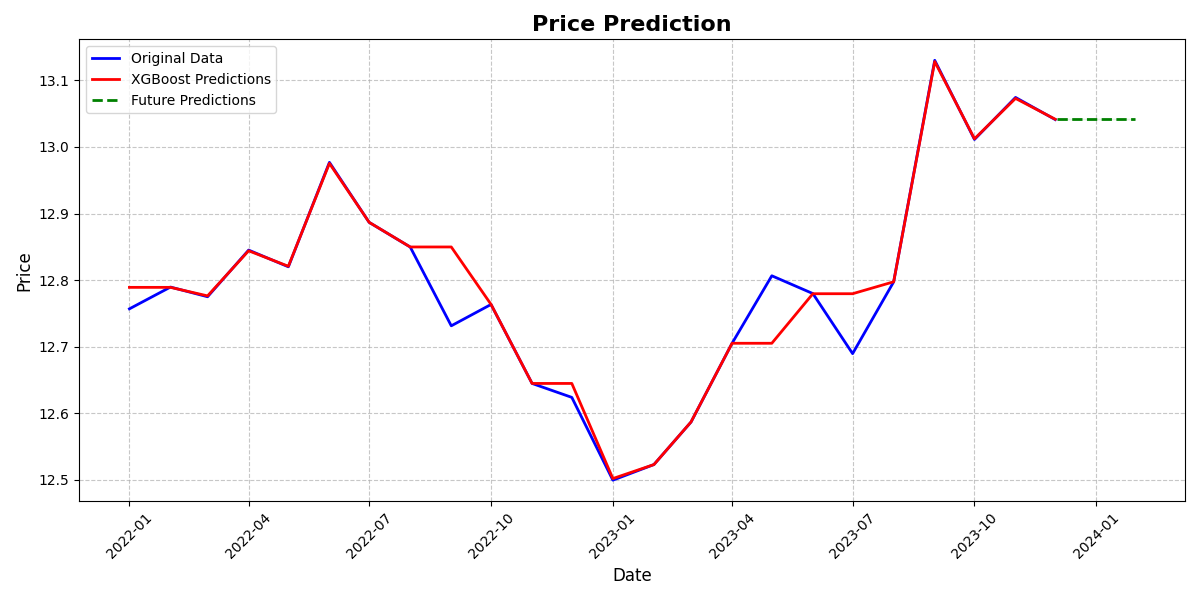 Price Prediction
Original Data
XGBoost Predictions
Future Predictions
Price
13.1
13.0
12.9
12.8
12.7
12.6
12.5
2022-01
2022-04
2022-07
2022-10
2023-01
2023-04
2023-07
2023-10
2024-01
Date